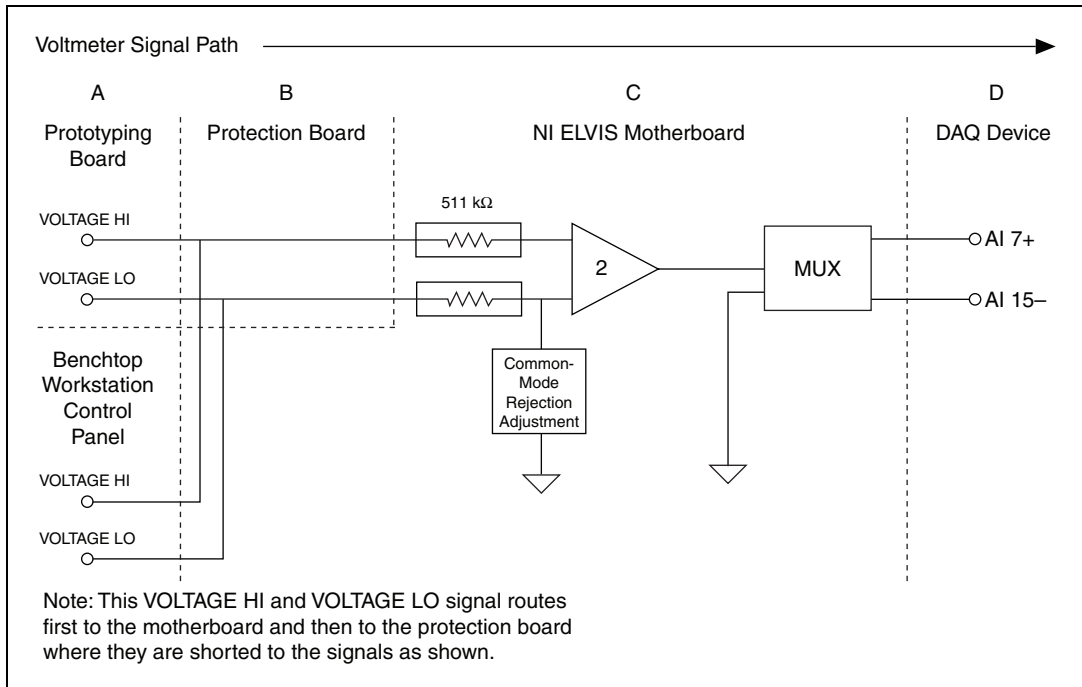 Voltmeter Signal Path
A
B
C
D
Prototyping
Board
Protection Board
NI ELVIS Motherboard
DAQ Device
VOLTAGE HI
VOLTAGE LO
511 kΩ
2
MUX
AI 7+
AI 15–
Common-
Mode
Rejection
Adjustment
Benchtop
Workstation
Control
Panel
VOLTAGE HI
VOLTAGE LO
Note: This VOLTAGE HI and VOLTAGE LO signal routes
first to the motherboard and then to the protection board
where they are shorted to the signals as shown.